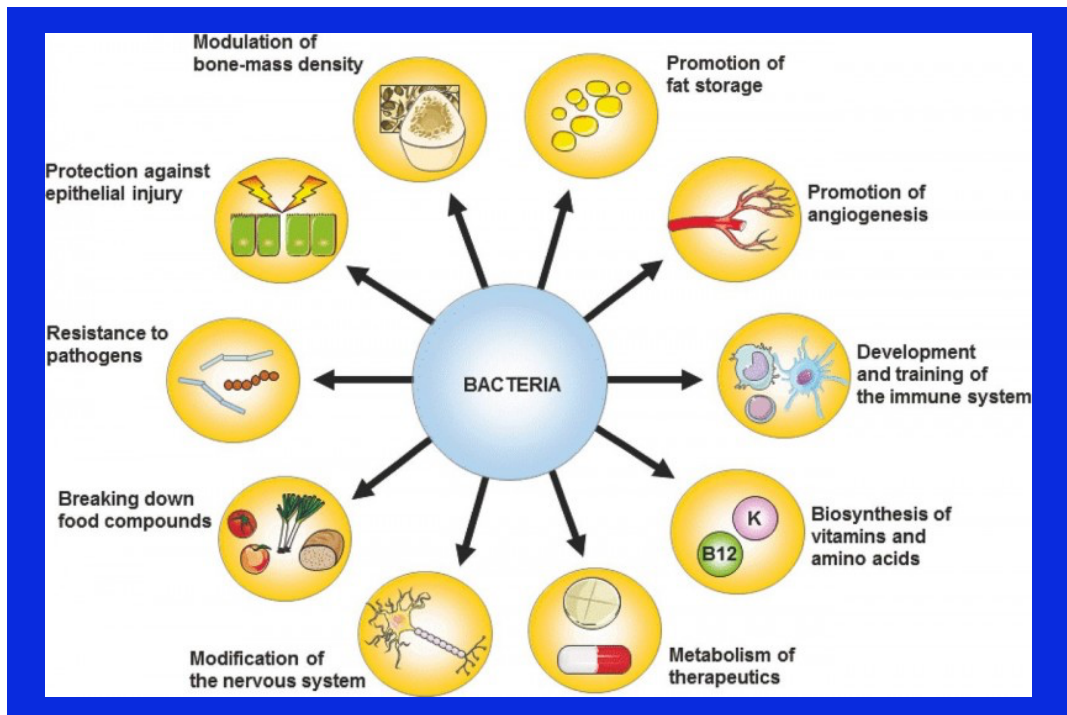 Modulation of
bone-mass density
Promotion of
fat storage
Protection against
epithelial injury
Promotion of
angiogenesis
Resistance to
pathogens
BACTERIA
Development
and training of
the immune system
Breaking down
food compounds
K
B12
Biosynthesis of
vitamins and
amino acids
Modification of
the nervous system
Metabolism of
therapeutics